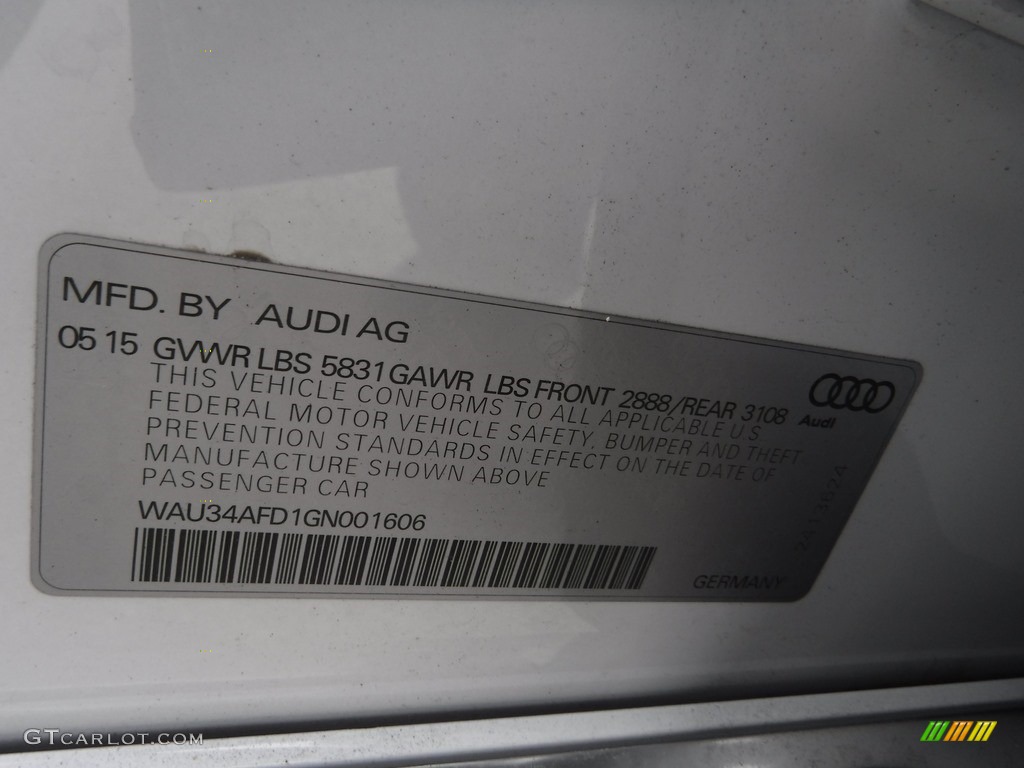 MFD. BY AUDI AG
05 15 GVWR LBS 5831 GAWR LBS FRONT 2888/REAR 3108
THIS VEHICLE CONFORMS TO ALL APPLICABLE U.S.
FEDERAL MOTOR VEHICLE SAFETY, BUMPER AND THEFT
PREVENTION STANDARDS IN EFFECT ON THE DATE OF
MANUFACTURE SHOWN ABOVE
PASSENGER CAR
WAU34AFD1GN001606
Audi
24113524
GERMANY
GTCARLOT.COM